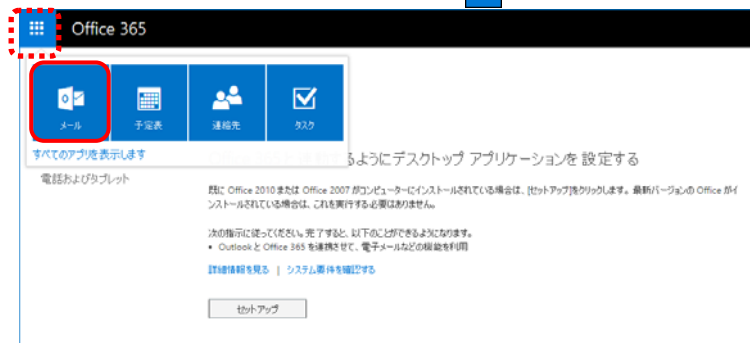 Office 365
メール 予定表 連絡先 タスク
すべてのアプリを表示します
るようにデスクトップ アプリケーションを設定する
電話およびタブレット
既に Office 2010 または Office 2007 がコンピューターにインストールされている場合は、[セットアップ]をクリックします。最新バージョンの Office がイ
ンストールされている場合は、これを実行する必要はありません。
次の指示に従ってください。完了すると、以下のことができるようになります。
• Outlook と Office 365 を連携させて、電子メールなどの機能を利用
詳細情報を見る | システム要件を確認する
セットアップ